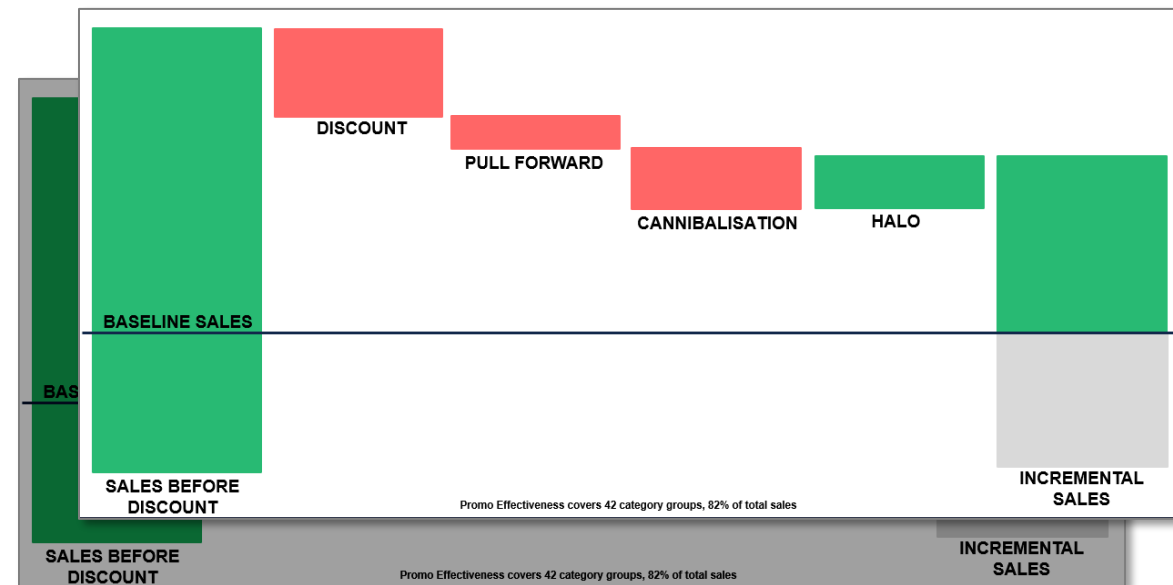 DISCOUNT
PULL FORWARD
CANNIBALISATION
HALO
BASELINE SALES
BAS
SALES BEFORE
DISCOUNT
INCREMENTAL
SALES
Promo Effectiveness covers 42 category groups, 82% of total sales
SALES BEFORE
DISCOUNT
INCREMENTAL
SALES
Promo Effectiveness covers 42 category groups, 82% of total sales